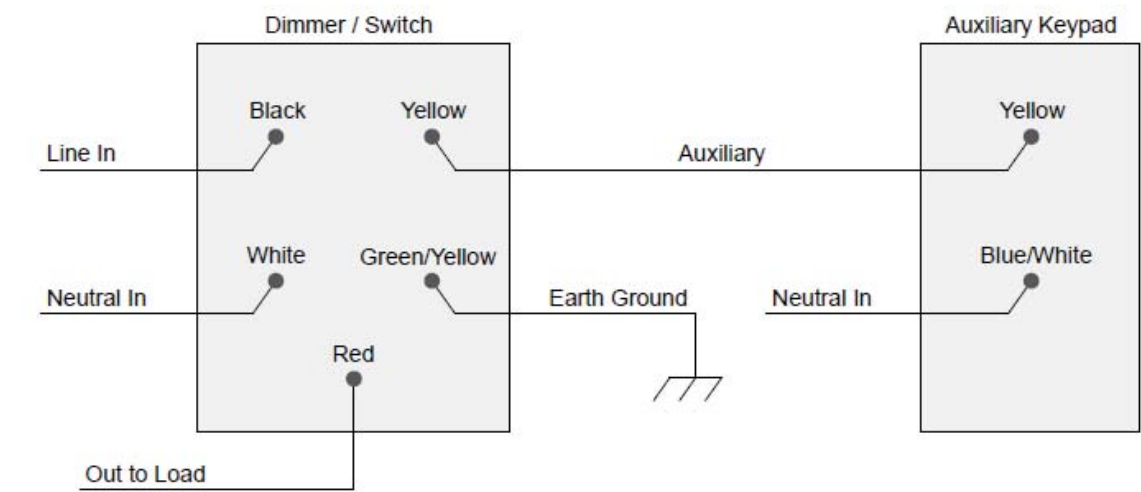 Dimmer / Switch
Auxiliary Keypad
Black
Yellow
Yellow
Line In
Auxiliary
White
Green/Yellow
Blue/White
Neutral In
Earth Ground
Neutral In
Red
Out to Load